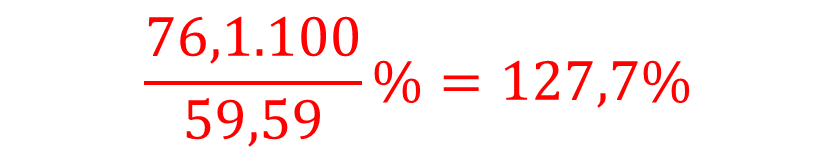 76,1.100
59,59
% = 127,7%